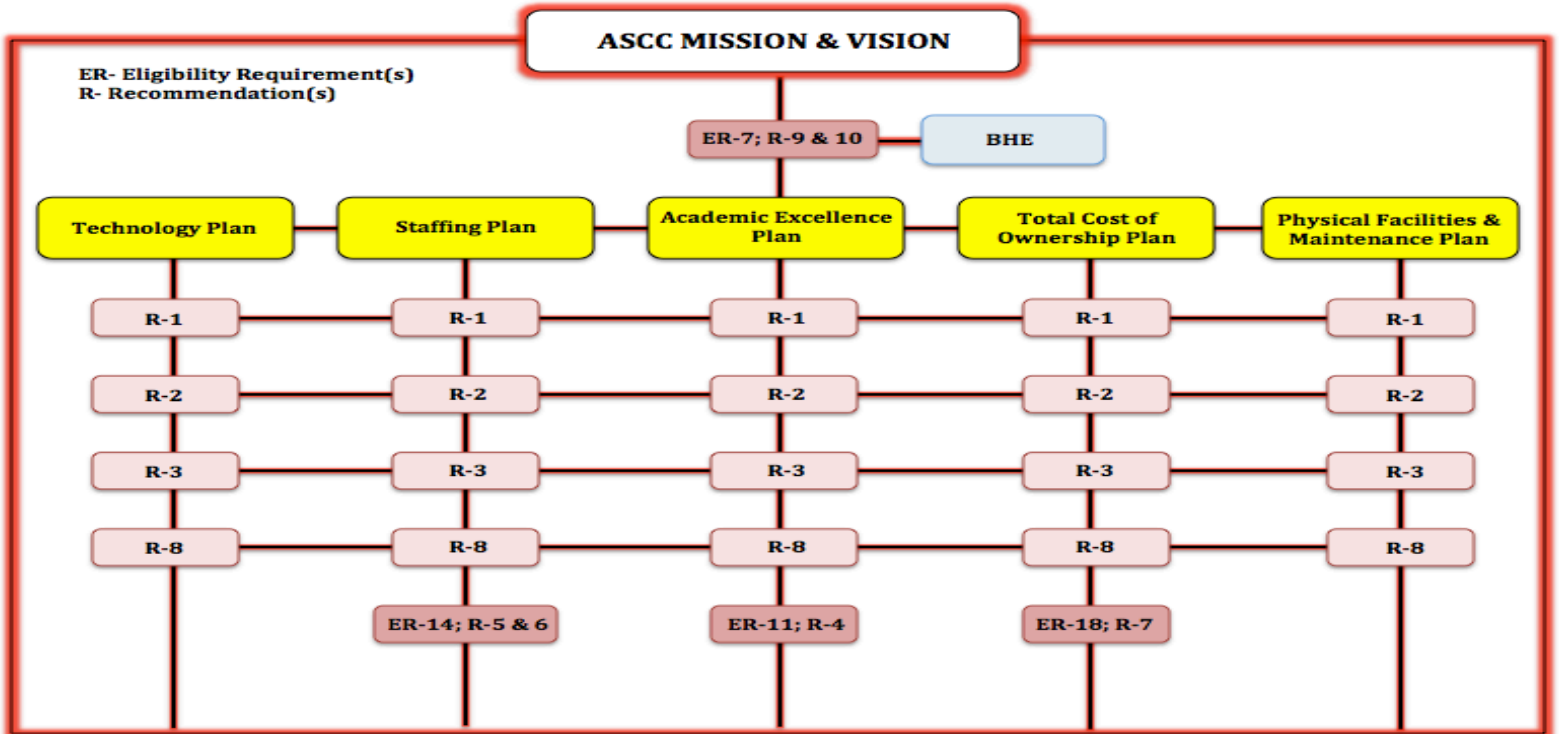 ASCC MISSION & VISION
ER- Eligibility Requirement(s)
R- Recommendation(s)
ER-7; R-9 & 10
BHE
Technology Plan
Staffing Plan
Academic Excellence
Plan
Total Cost of
Ownership Plan
Physical Facilities &
Maintenance Plan
R-1
R-1
R-1
R-1
R-1
R-2
R-2
R-2
R-2
R-2
R-3
R-3
R-3
R-3
R-3
R-8
R-8
R-8
R-8
R-8
ER-14; R-5 & 6
ER-11; R-4
ER-18; R-7